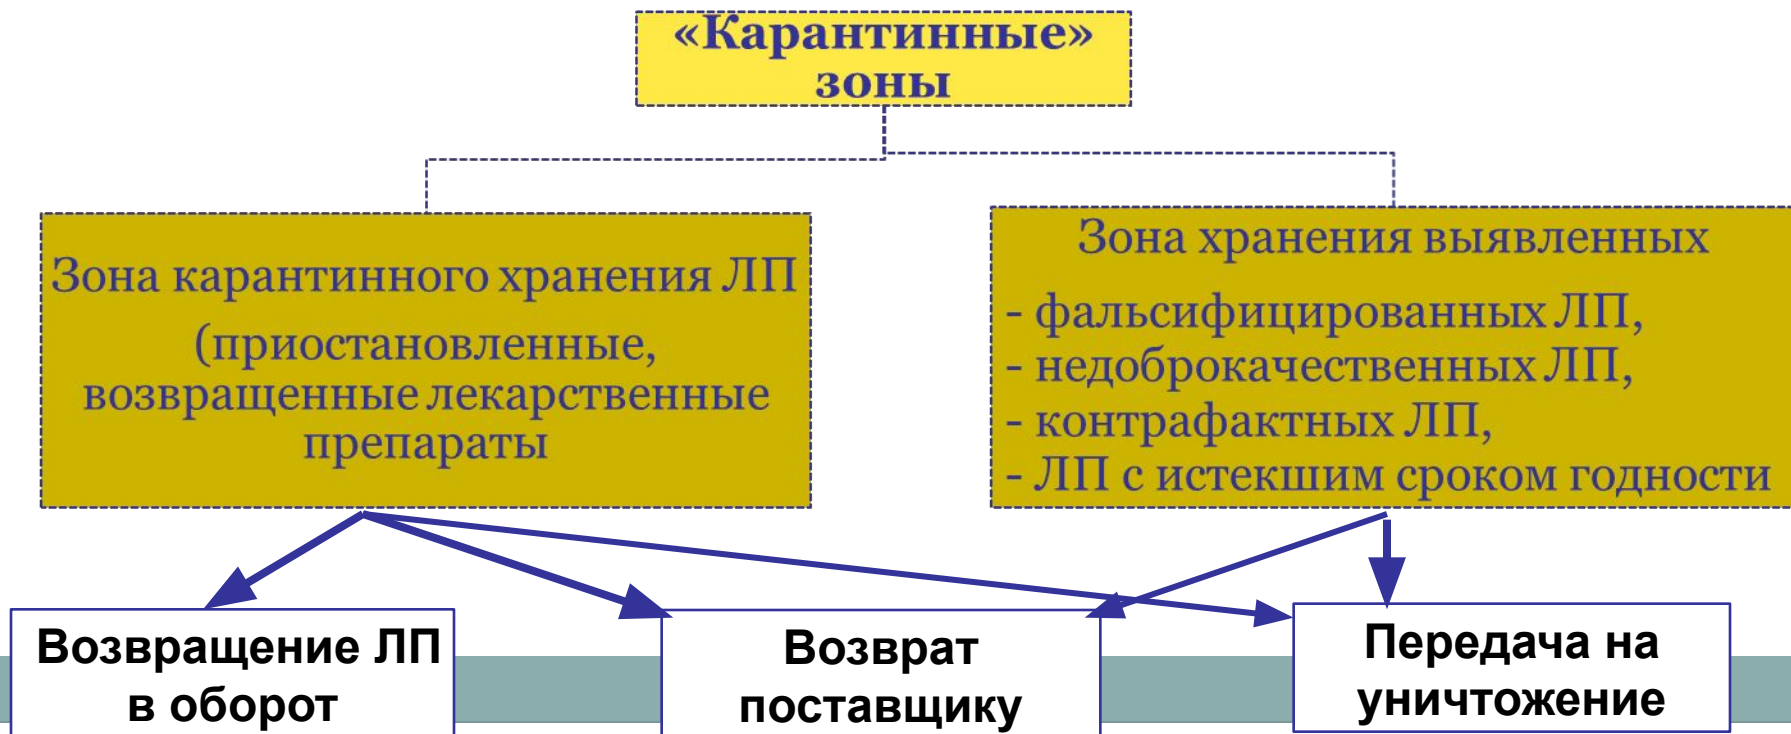 «Карантинные»
зоны
Зона карантинного хранения ЛП
(приостановленные,
возвращенные лекарственные
препараты
Зона хранения выявленных
- фальсифицированных ЛП,
- недоброкачественных ЛП,
- контрафактных ЛП,
- ЛП с истекшим сроком годности
Возвращение ЛП
в оборот
Возврат
поставщику
Передача на
уничтожение